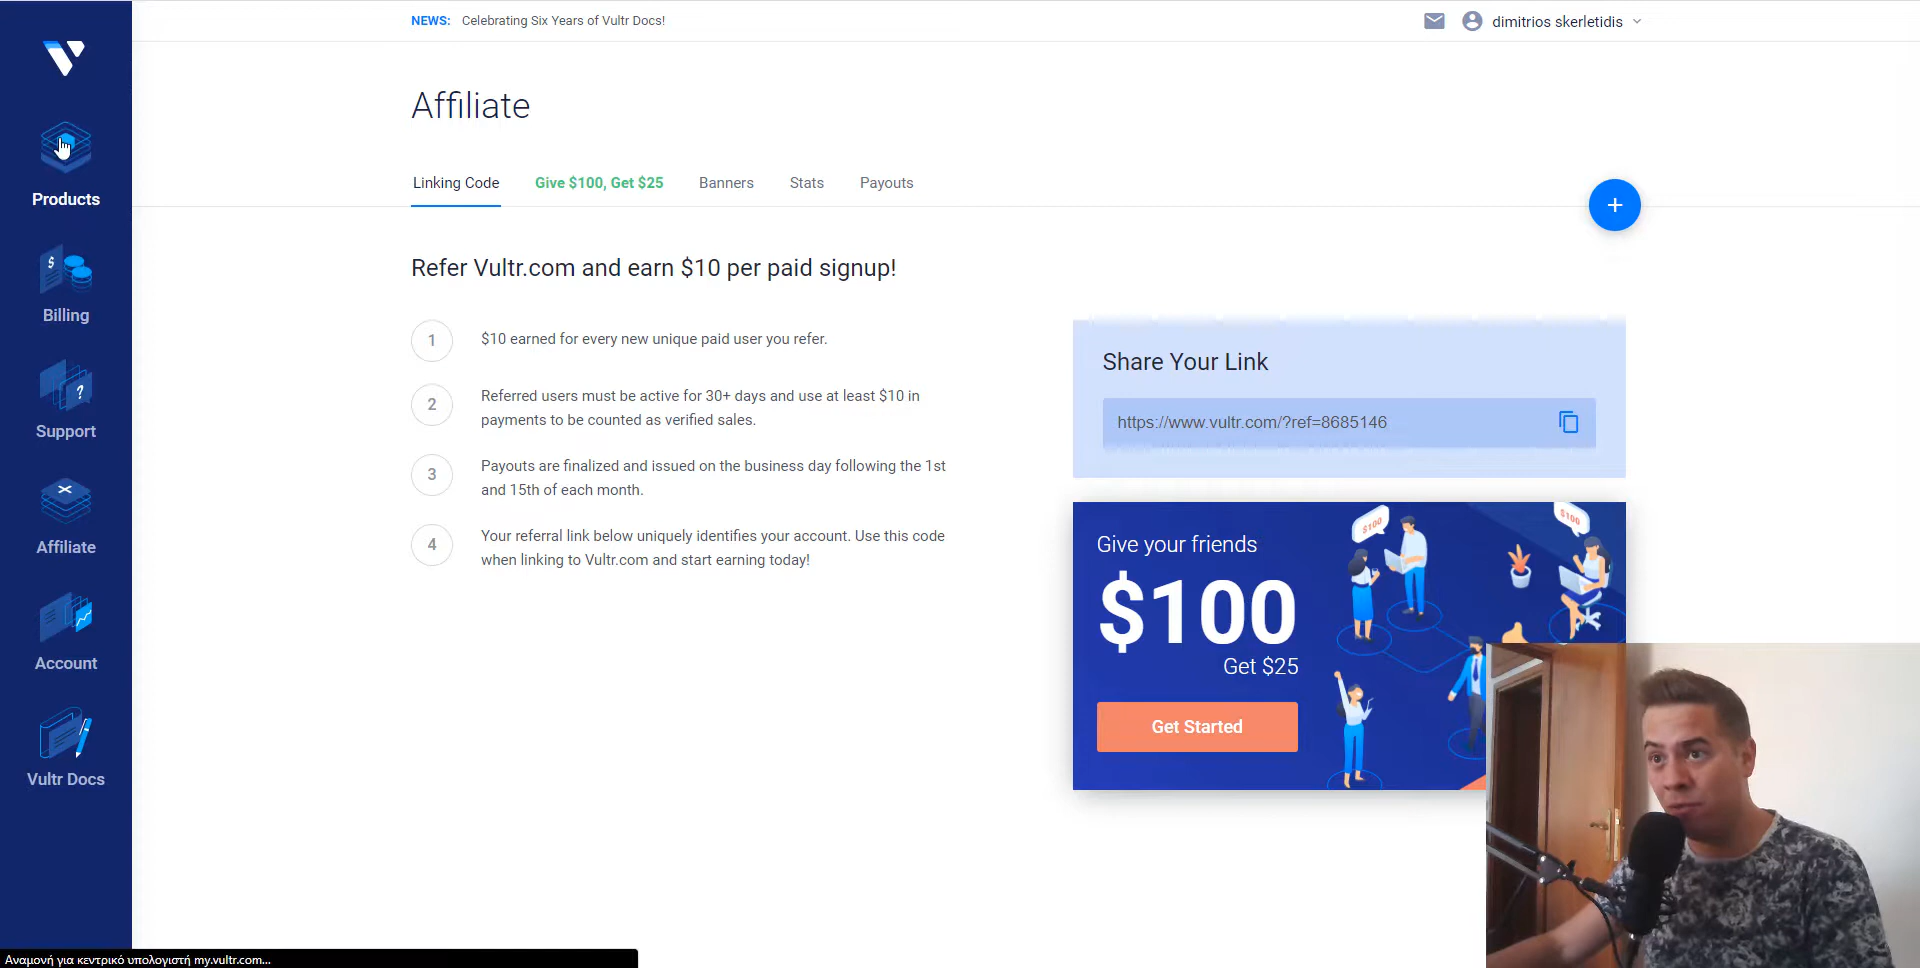 NEWS: Celebrating Six Years of Vultr Docs!
dimitrios skerletidis
Products
Billing
Support
Affiliate
Account
Vultr Docs
Affiliate
Linking Code
Give $100, Get $25
Banners
Stats
Payouts
+
Refer Vultr.com and earn $10 per paid signup!
1
$10 earned for every new unique paid user you refer.
2
Referred users must be active for 30+ days and use at least $10 in
payments to be counted as verified sales.
3
Payouts are finalized and issued on the business day following the 1st
and 15th of each month.
4
Your referral link below uniquely identifies your account. Use this code
when linking to Vultr.com and start earning today!
Share Your Link
https://www.vultr.com/?ref=8685146
Give your friends
$100
Get $25
Get Started
$100
$100
$
?
Αναμονή για κεντρικό υπολογιστή my.vultr.com...